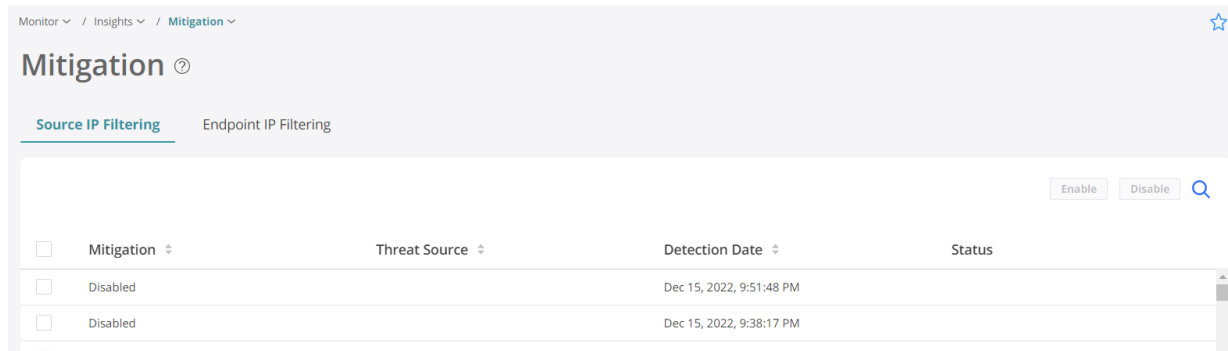 Monitor / Insights / Mitigation
Mitigation ?
Source IP Filtering Endpoint IP Filtering
Enable Disable
Mitigation Threat Source Detection Date Status
Disabled Dec 15, 2022, 9:51:48 PM
Disabled Dec 15, 2022, 9:38:17 PM